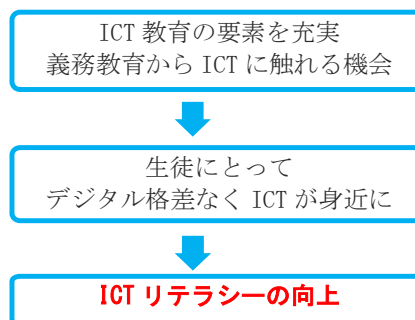 ICT 教育の要素を充実
義務教育から ICT に触れる機会
生徒にとって
デジタル格差なく ICT が身近に
ICT リテラシーの向上